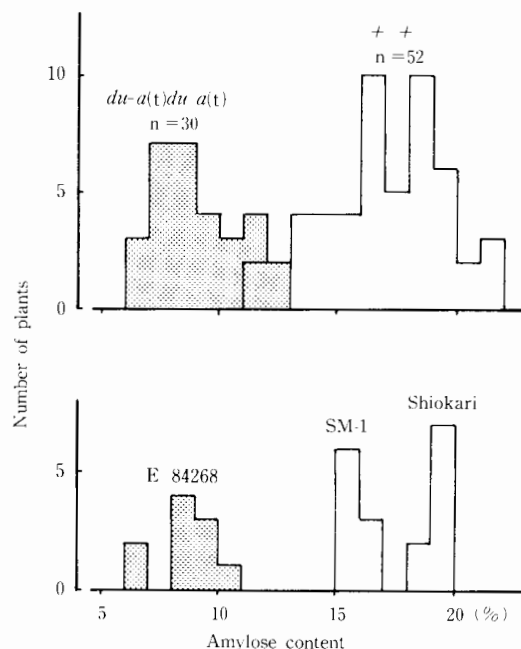 + +
n=52
du-a(t)du a(t)
n=30
10
5
0
Number of plants
Shiokari
SM-1
E 84268
5
0
5
10
15
20
(%)
Amylose content